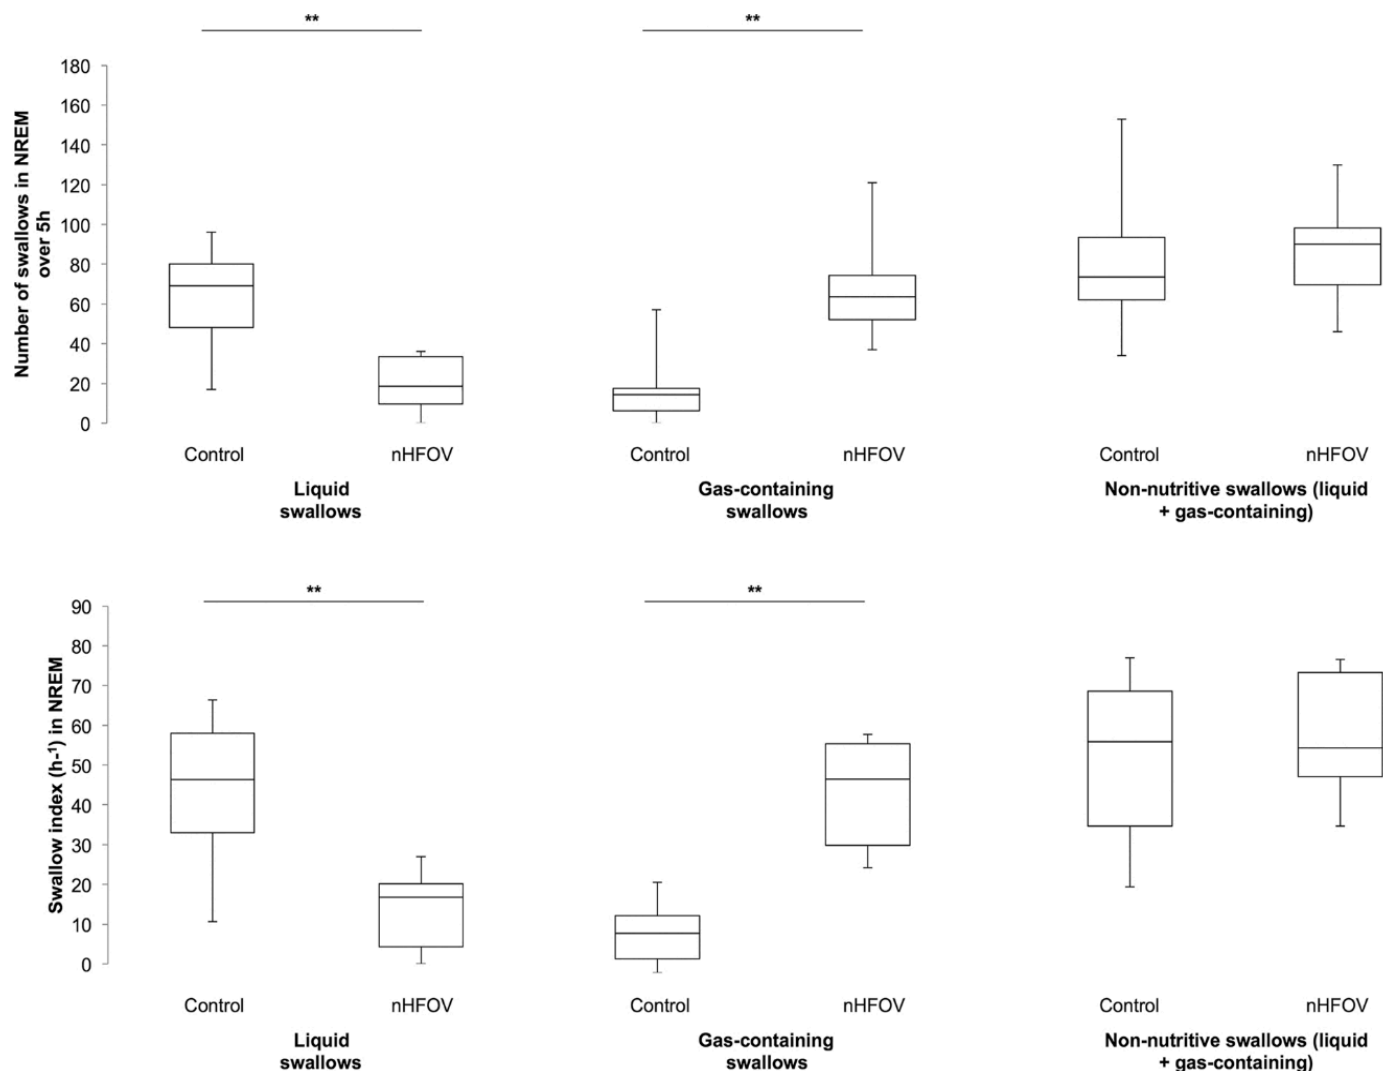 **
**
Number of swallows in NREM
over 5h
180
160
140
120
100
80
60
40
20
0
Control
nHFOV
Control
nHFOV
Control
nHFOV
Liquid
swallows
Gas-containing
swallows
Non-nutritive swallows (liquid
+ gas-containing)
**
**
Swallow index (h-¹) in NREM
90
80
70
60
50
40
30
20
10
0
Control
nHFOV
Control
nHFOV
Control
nHFOV
Liquid
swallows
Gas-containing
swallows
Non-nutritive swallows (liquid
+ gas-containing)